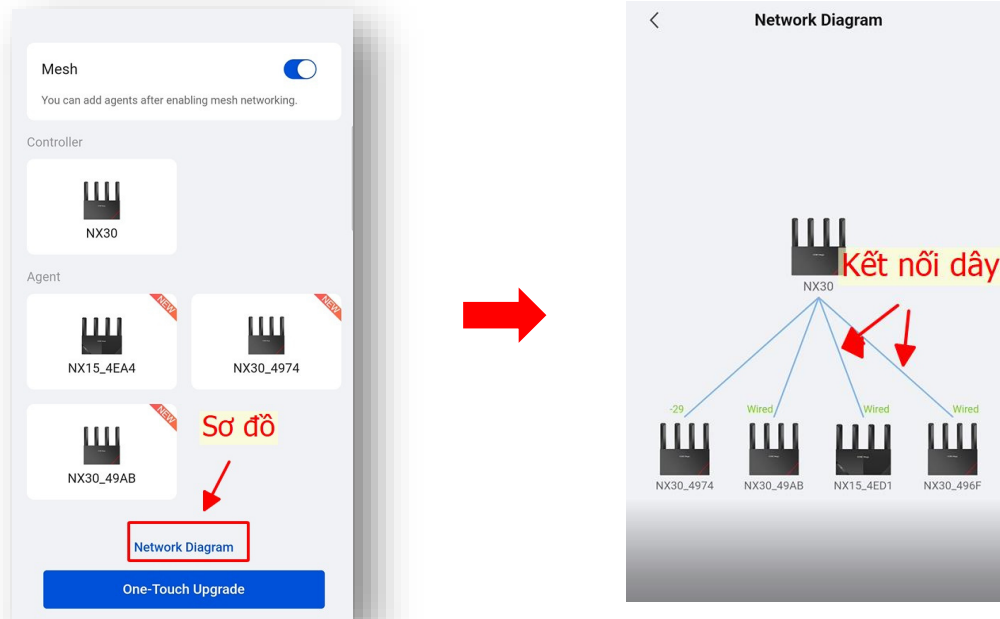 Mesh
You can add agents after enabling mesh networking.
Controller
NX30
Agent
NEW
NEW
NX15_4EA4
NX30_4974
NEW
NX30_49AB
Sơ đồ
Network Diagram
One-Touch Upgrade
Network Diagram
NX30
Kết nối dây
-29
Wired
Wired
Wired
NX30_4974
NX30_49AB
NX15_4ED1
NX30_496F